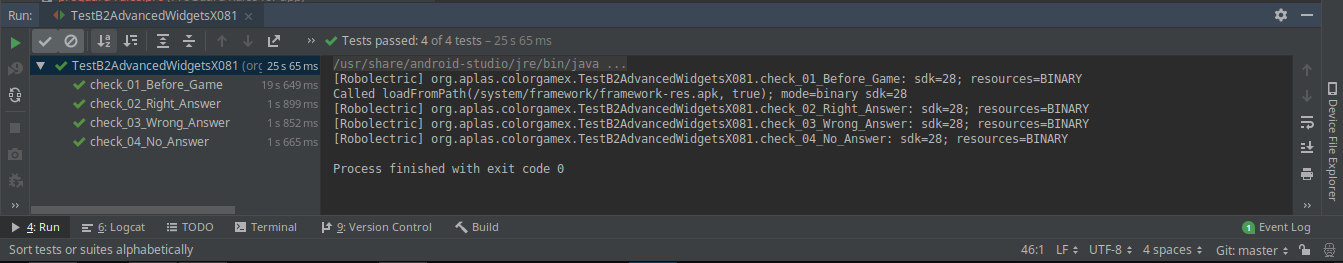 Run: TestB2AdvancedWidgetsX081 ×
>> Tests passed: 4 of 4 tests – 25 s 65 ms
TestB2AdvancedWidgetsX081 (org 25 s 65 ms
check_01_Before_Game 19 s 649 ms
check_02_Right_Answer 1 s 899 ms
check_03_Wrong_Answer 1 s 852 ms
check_04_No_Answer 1 s 665 ms
/usr/share/android-studio/jre/bin/java ...
[Robolectric] org.aplas.colorgamex.TestB2AdvancedWidgetsX081.check_01_Before_Game: sdk=28; resources=BINARY
Called loadFromPath(/system/framework/framework-res.apk, true); mode=binary sdk=28
[Robolectric] org.aplas.colorgamex.TestB2AdvancedWidgetsX081.check_02_Right_Answer: sdk=28; resources=BINARY
[Robolectric] org.aplas.colorgamex.TestB2AdvancedWidgetsX081.check_03_Wrong_Answer: sdk=28; resources=BINARY
[Robolectric] org.aplas.colorgamex.TestB2AdvancedWidgetsX081.check_04_No_Answer: sdk=28; resources=BINARY
Process finished with exit code 0
Device File Explorer
4: Run 6: Logcat TODO Terminal 9: Version Control Build 1 Event Log
Sort tests or suites alphabetically 46:1 LF UTF-8 4 spaces Git: master